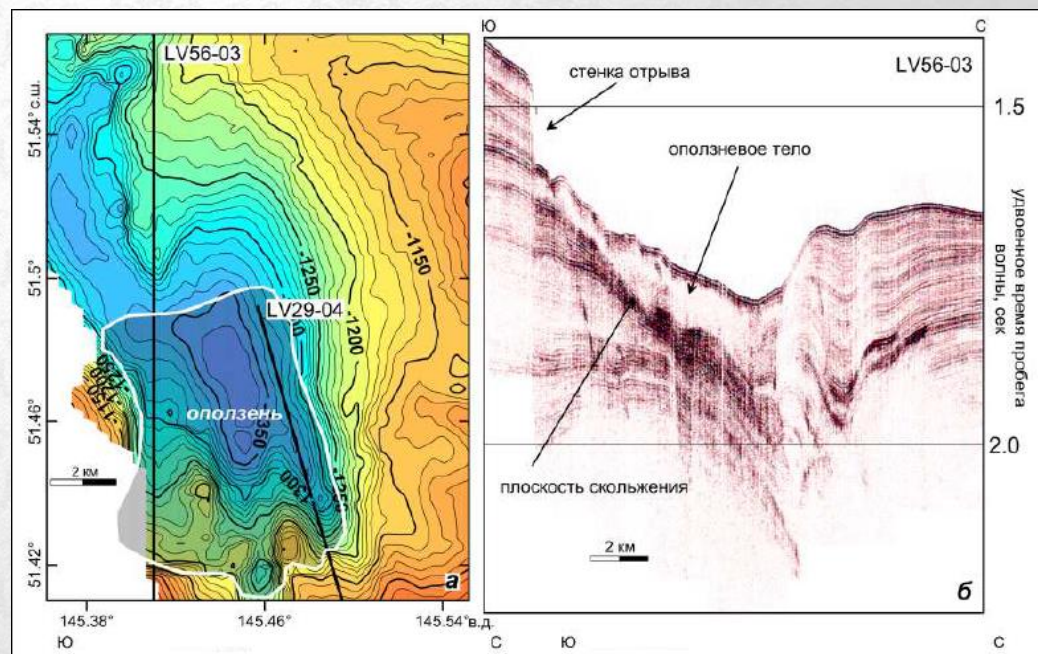 LV56-03
51.54° с.ш.
51.5°
51.46°
51.42°
-1150
-1250
-1200
LV29-04
оползень
1300
2 км
а
145.38°
145.46°
145.54°в.д.
Ю
С
Ю
С
LV56-03
стенка отрыва
1.5
оползневое тело
удвоенное время пробега
волны, сек
2.0
плоскость скольжения
2 км
б
Ю
С